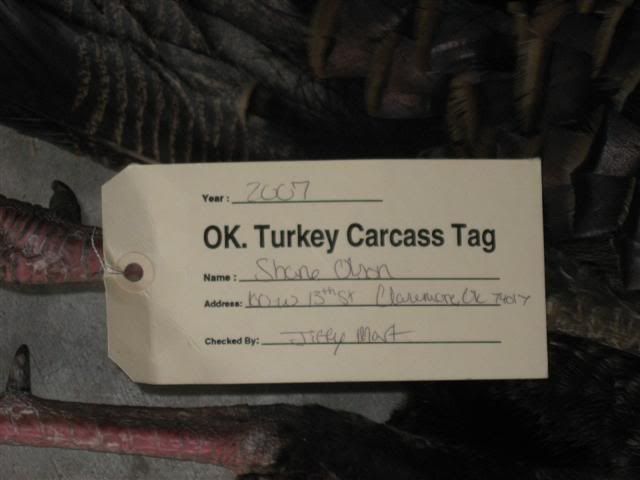 Year: 2007
OK. Turkey Carcass Tag
Name: Shane Olson
Address: W 13th St Claremore, OK 74017
Checked By: Jiffy Mart